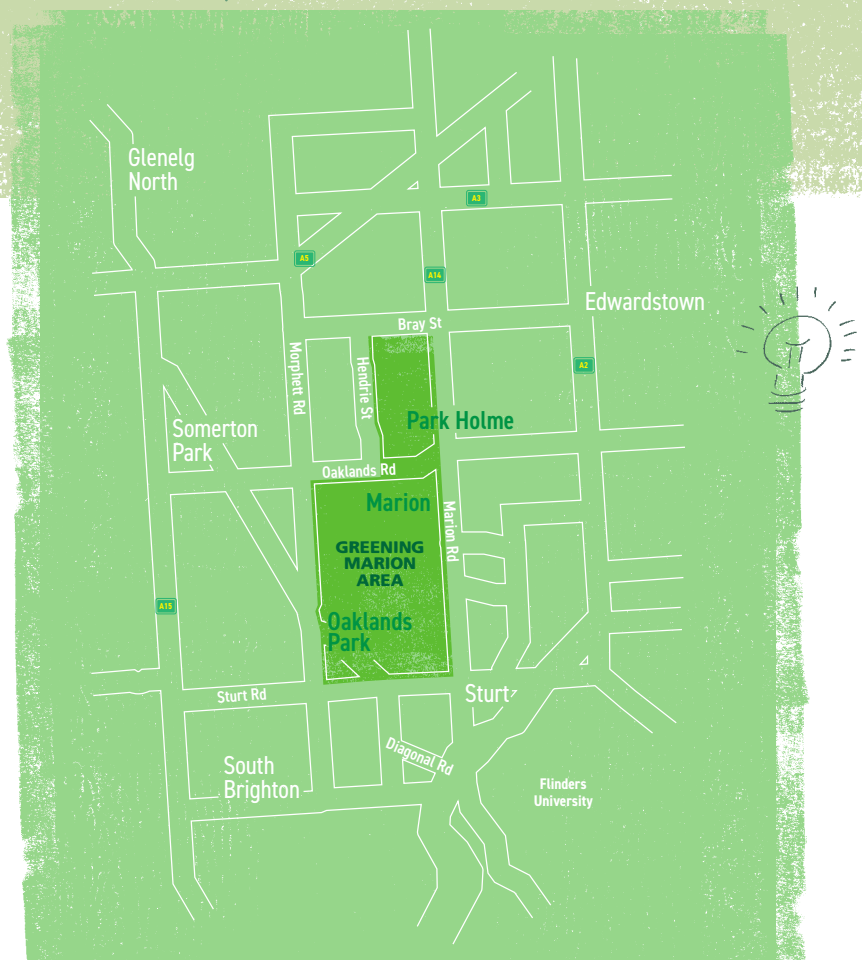 Glenelg
North
A3
A5
A14
Edwardstown
Bray St
Morphett Rd
Hendrie St
A2
Park Holme
Somerton
Park
Oaklands Rd
Marion
Marion Rd
GREENING
MARION
AREA
A15
Oaklands
Park
Sturt Rd
Sturt
Diagonal Rd
South
Brighton
Flinders
University